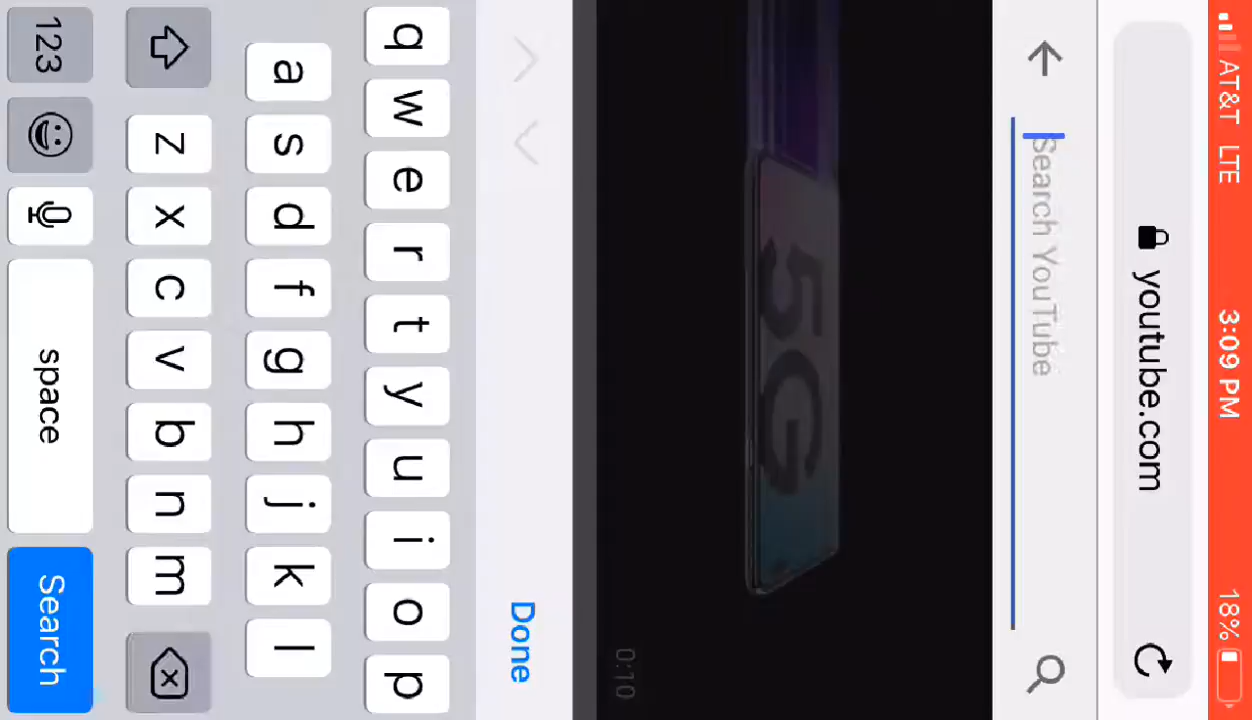 AT&T LTE 3:09 PM 18%
youtube.com
Search YouTube
5G
0:10
Done
q w e r t y u i o p
a s d f g h j k l
z x c v b n m
123 space Search